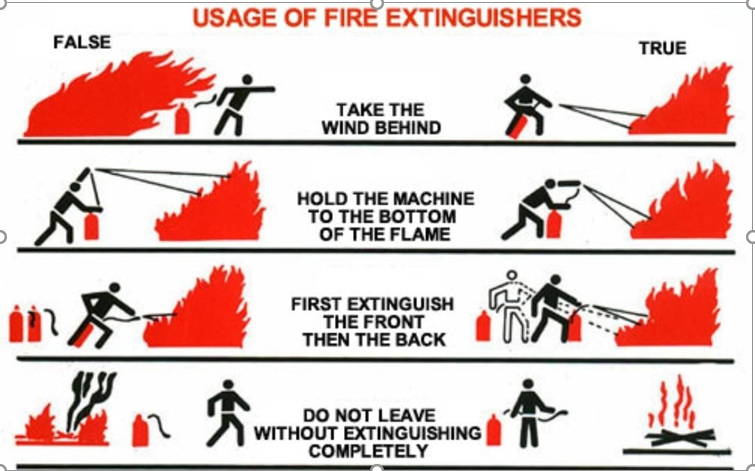 USAGE OF FIRE EXTINGUISHERS
FALSE
TRUE
TAKE THE
WIND BEHIND
HOLD THE MACHINE
TO THE BOTTOM
OF THE FLAME
FIRST EXTINGUISH
THE FRONT
THEN THE BACK
DO NOT LEAVE
WITHOUT EXTINGUISHING
COMPLETELY